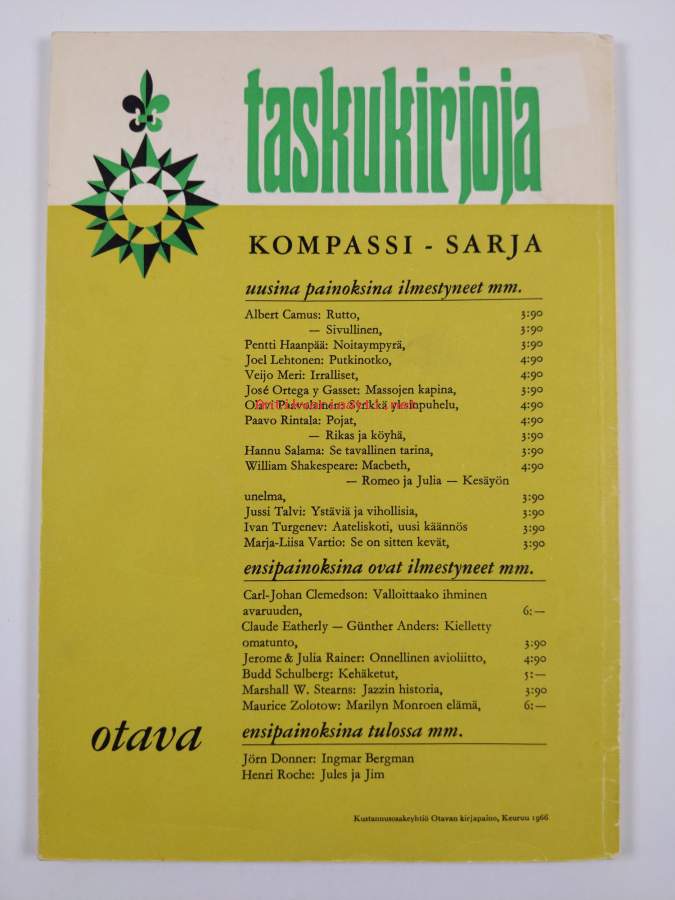 taskukirjoja
KOMPASSI - SARJA
uusina painoksina ilmestyneet mm.
Albert Camus: Rutto, 3:90
— Sivullinen, 3:90
Pentti Haanpää: Noitaympyrä, 3:90
Joel Lehtonen: Putkinotko, 4:90
Veijo Meri: Irralliset, 4:90
José Ortega y Gasset: Massojen kapina, 3:90
Olavi Paavolainen: Synkkä yksinpuhelu, 4:90
Paavo Rintala: Pojat, 4:90
— Rikas ja köyhä, 3:90
Hannu Salama: Se tavallinen tarina, 3:90
William Shakespeare: Macbeth, 4:90
— Romeo ja Julia — Kesäyön
unelma, 3:90
Jussi Talvi: Ystäviä ja vihollisia, 3:90
Ivan Turgenev: Aateliskoti, uusi käännös 3:90
Marja-Liisa Vartio: Se on sitten kevät, 3:90
ensipainoksina ovat ilmestyneet mm.
Carl-Johan Clemedson: Valloittaako ihminen
avaruuden, 6:—
Claude Eatherly — Günther Anders: Kielletty
omatunto, 3:90
Jerome & Julia Rainer: Onnellinen avioliitto, 4:90
Budd Schulberg: Kehäketut, 5:—
Marshall W. Stearns: Jazzin historia, 3:90
Maurice Zolotow: Marilyn Monroen elämä, 6:—
otava
ensipainoksina tulossa mm.
Jörn Donner: Ingmar Bergman
Henri Roche: Jules ja Jim
Kustannusosakeyhtiö Otavan kirjapaino, Keuruu 1966